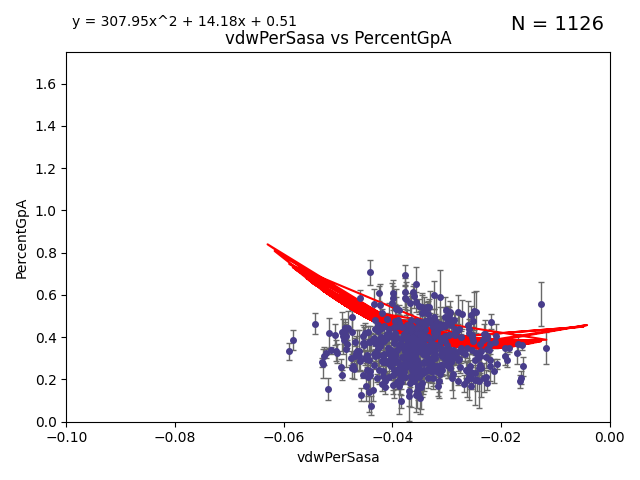 y = 307.95x^2 + 14.18x + 0.51
N = 1126
vdwPerSasa vs PercentGpA
PercentGpA
1.6
1.4
1.2
1.0
0.8
0.6
0.4
0.2
0.0
−0.10 −0.08 −0.06 −0.04 −0.02 0.00
vdwPerSasa